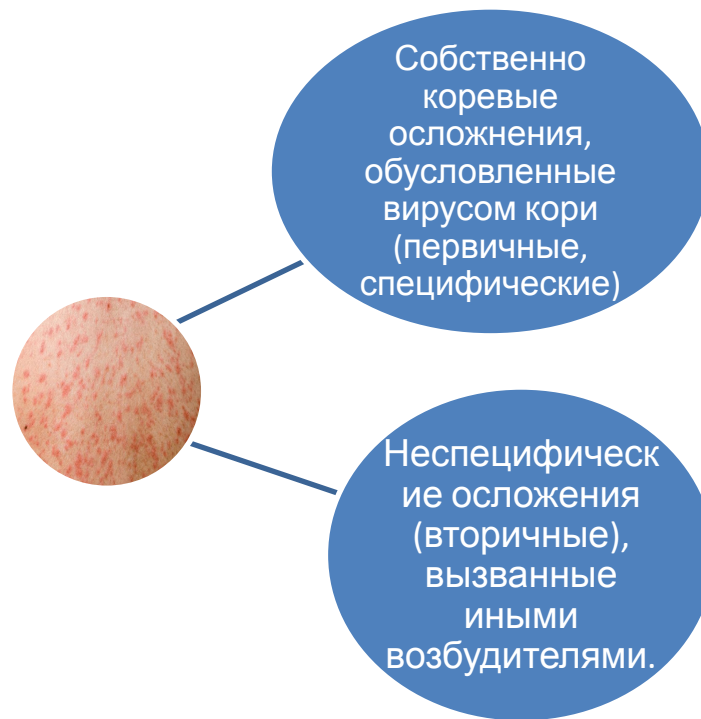 Собственно
коревые
осложнения,
обусловленные
вирусом кори
(первичные,
специфические)
Неспецифическ
ие осложения
(вторичные),
вызванные
иными
возбудителями.